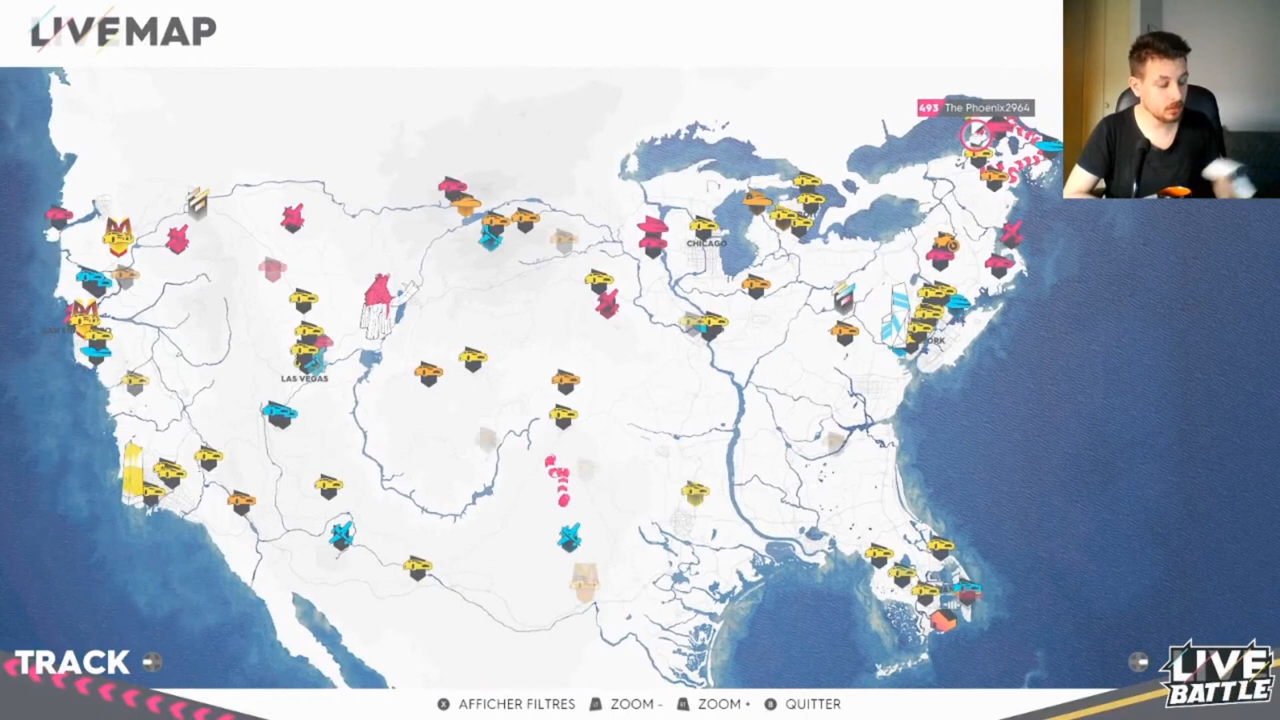 LIVEMAP
493 The Phoenix2964
CHICAGO
LAS VEGAS
TRACK
LIVE
BATTLE
AFFICHER FILTRES
ZOOM -
ZOOM +
QUITTER